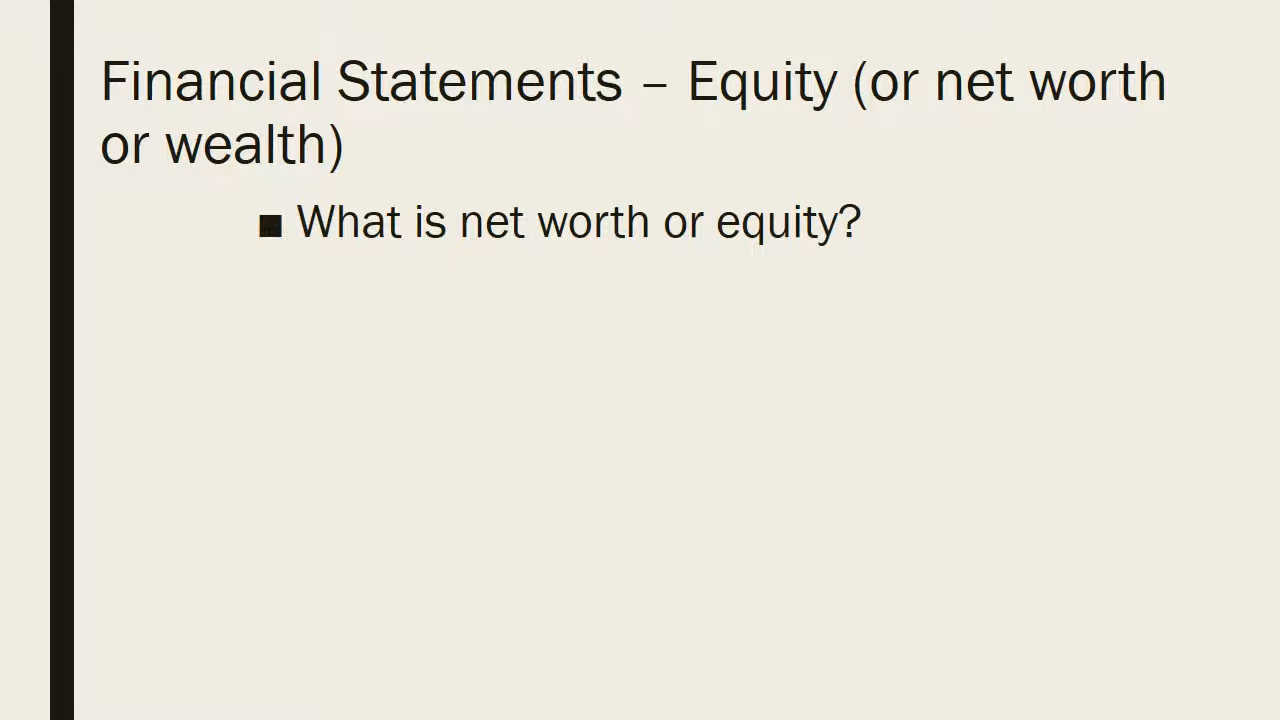 Financial Statements – Equity (or net worth
or wealth)
■ What is net worth or equity?